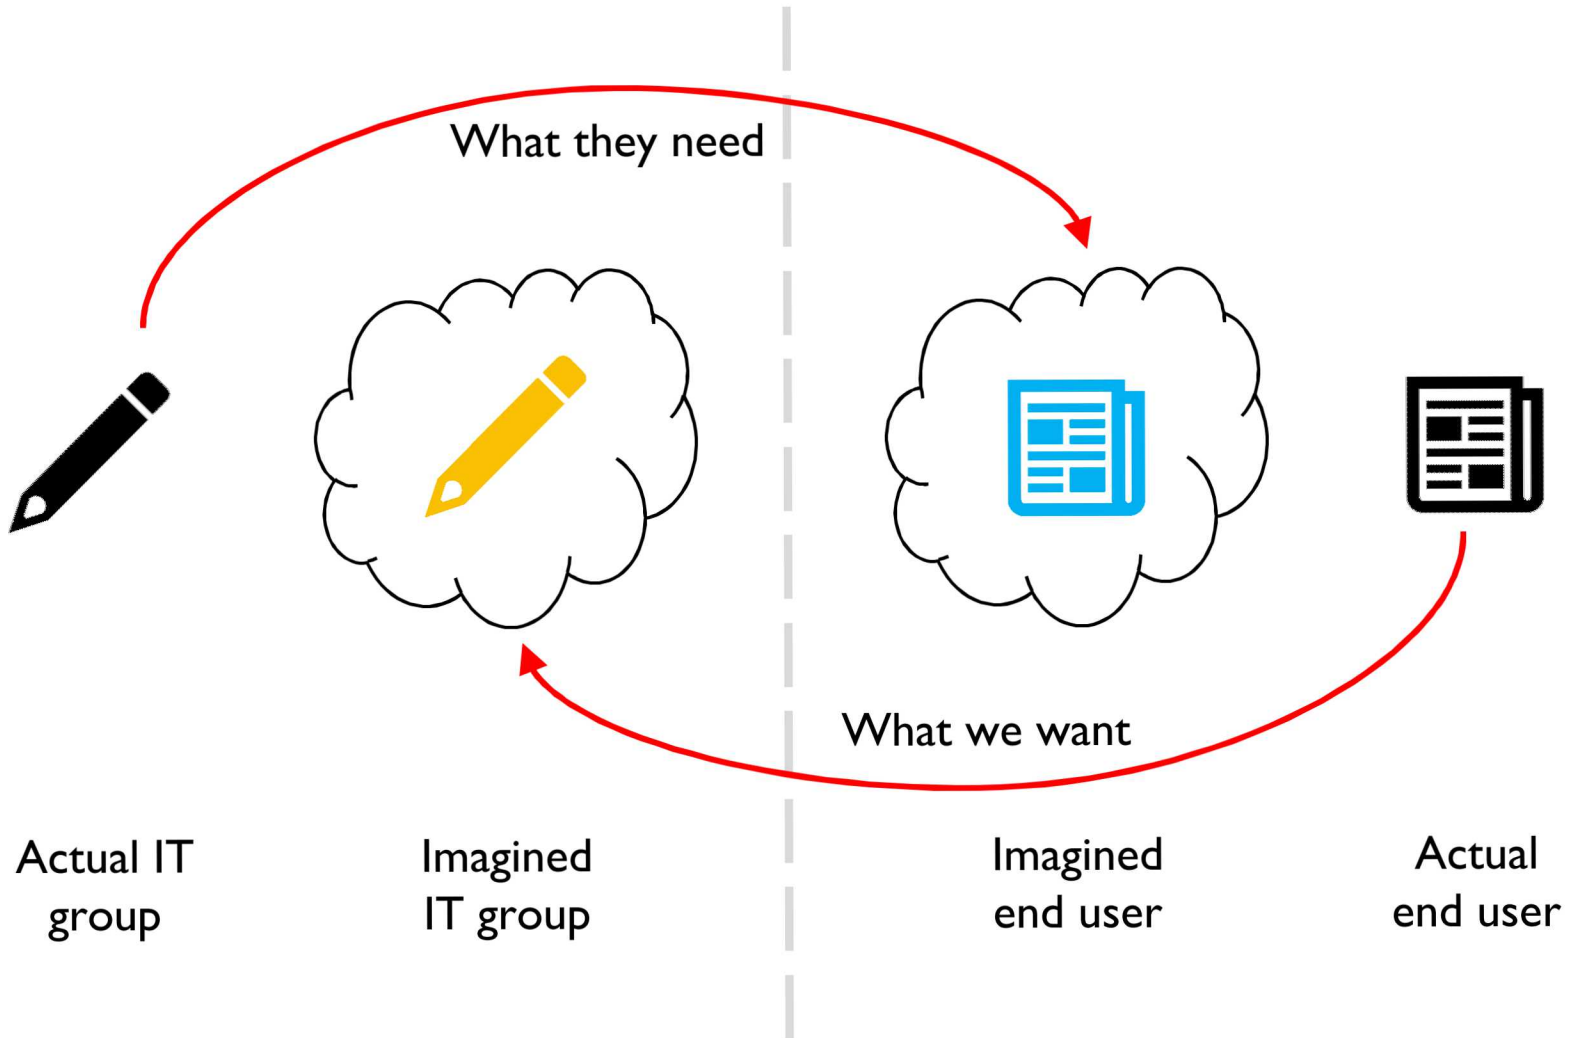 What they need
What we want
Actual IT
group
Imagined
IT group
Imagined
end user
Actual
end user